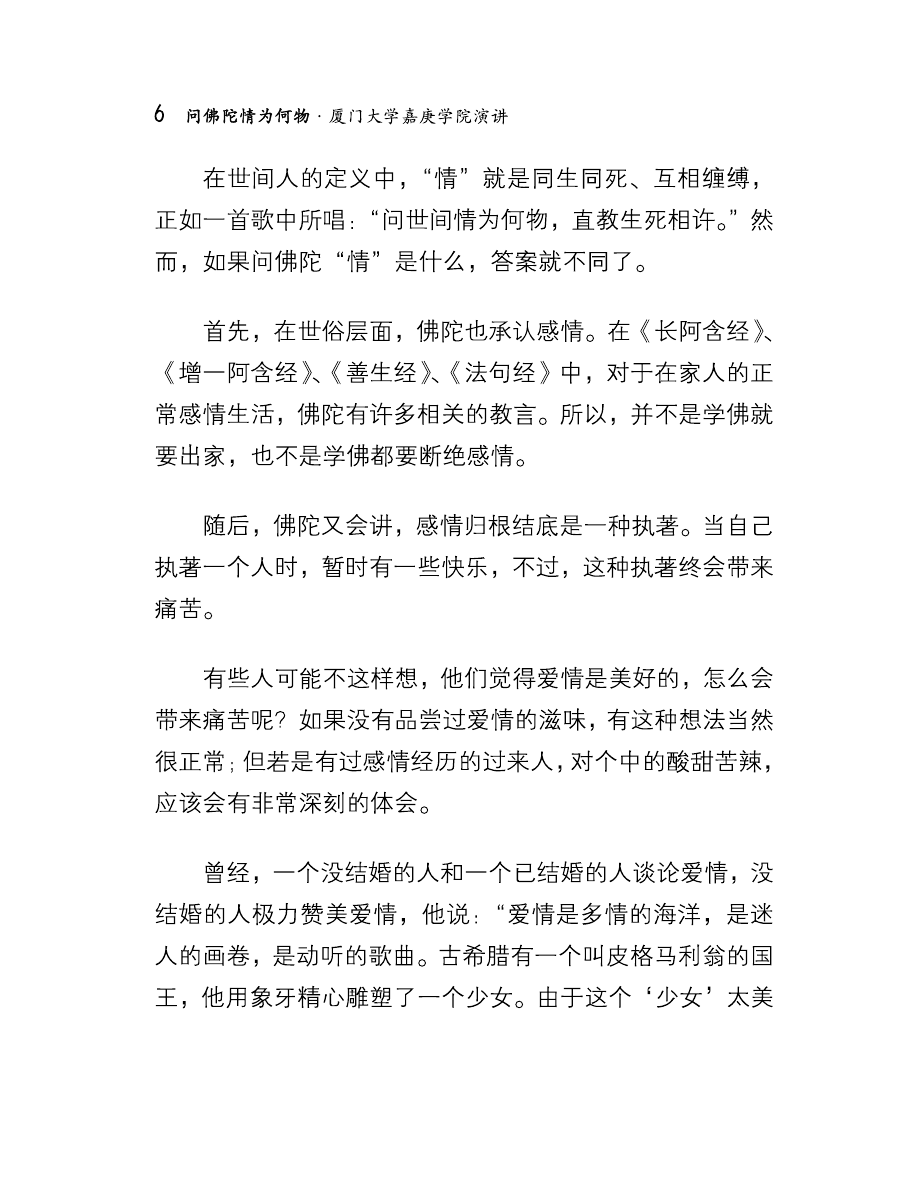 6 问佛陀情为何物·厦门大学嘉庚学院演讲
在世间人的定义中，“情”就是同生同死、互相缠缚，
正如一首歌中所唱：“问世间情为何物，直教生死相许。”然
而，如果问佛陀“情”是什么，答案就不同了。
首先，在世俗层面，佛陀也承认感情。在《长阿含经》、
《增一阿含经》、《善生经》、《法句经》中，对于在家人的正
常感情生活，佛陀有许多相关的教言。所以，并不是学佛就
要出家，也不是学佛都要断绝感情。
随后，佛陀又会讲，感情归根结底是一种执著。当自己
执著一个人时，暂时有一些快乐，不过，这种执著终会带来
痛苦。
有些人可能不这样想，他们觉得爱情是美好的，怎么会
带来痛苦呢？如果没有品尝过爱情的滋味，有这种想法当然
很正常；但若是有过感情经历的过来人，对个中的酸甜苦辣，
应该会有非常深刻的体会。
曾经，一个没结婚的人和一个已结婚的人谈论爱情，没
结婚的人极力赞美爱情，他说：“爱情是多情的海洋，是迷
人的画卷，是动听的歌曲。古希腊有一个叫皮格马利翁的国
王，他用象牙精心雕塑了一个少女。由于这个‘少女’太美